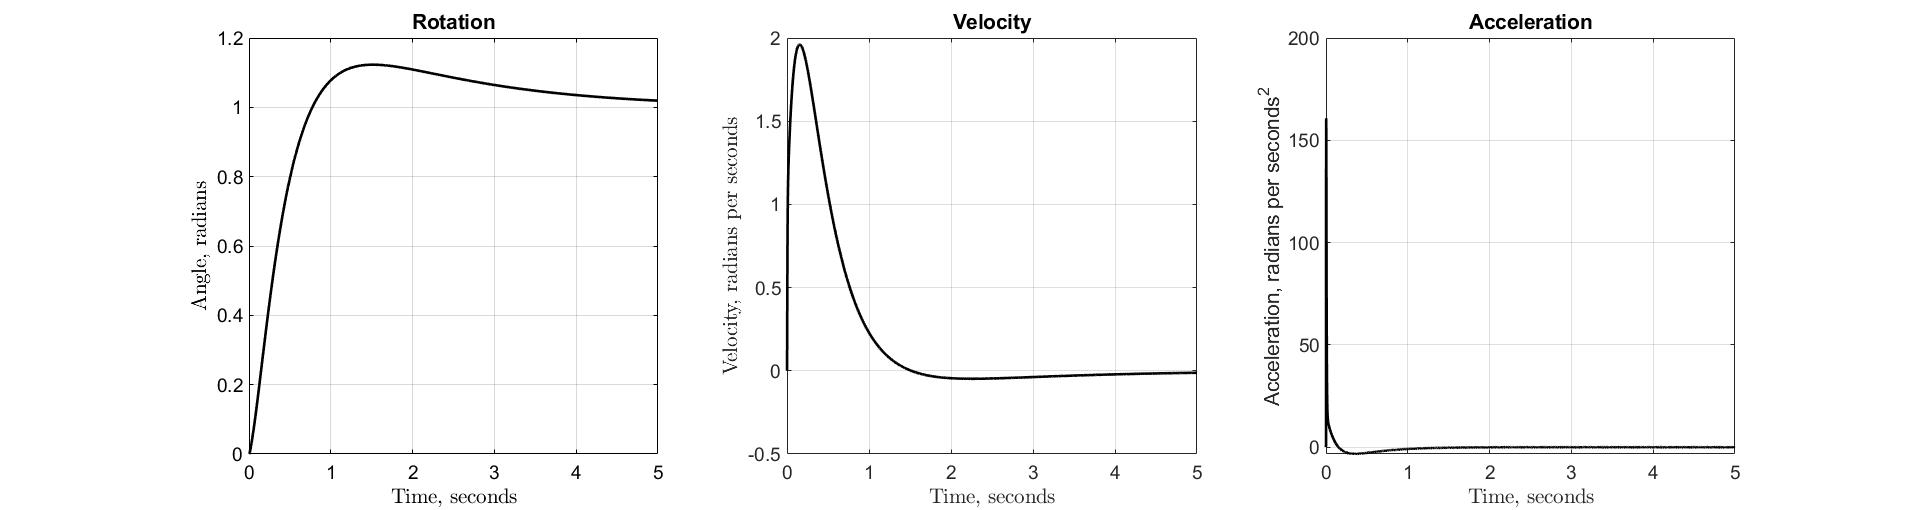 Rotation
1.2
1
0.8
0.6
0.4
0.2
0
0 1 2 3 4 5
Angle, radians
Time, seconds
Velocity
2
1.5
1
0.5
0
-0.5
0 1 2 3 4 5
Velocity, radians per seconds
Time, seconds
Acceleration
200
150
100
50
0
0 1 2 3 4 5
Acceleration, radians per seconds²
Time, seconds